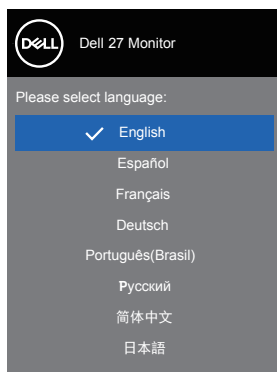 DELL
Dell 27 Monitor
Please select language:
English
Español
Français
Deutsch
Português(Brasil)
Русский
简体中文
日本語